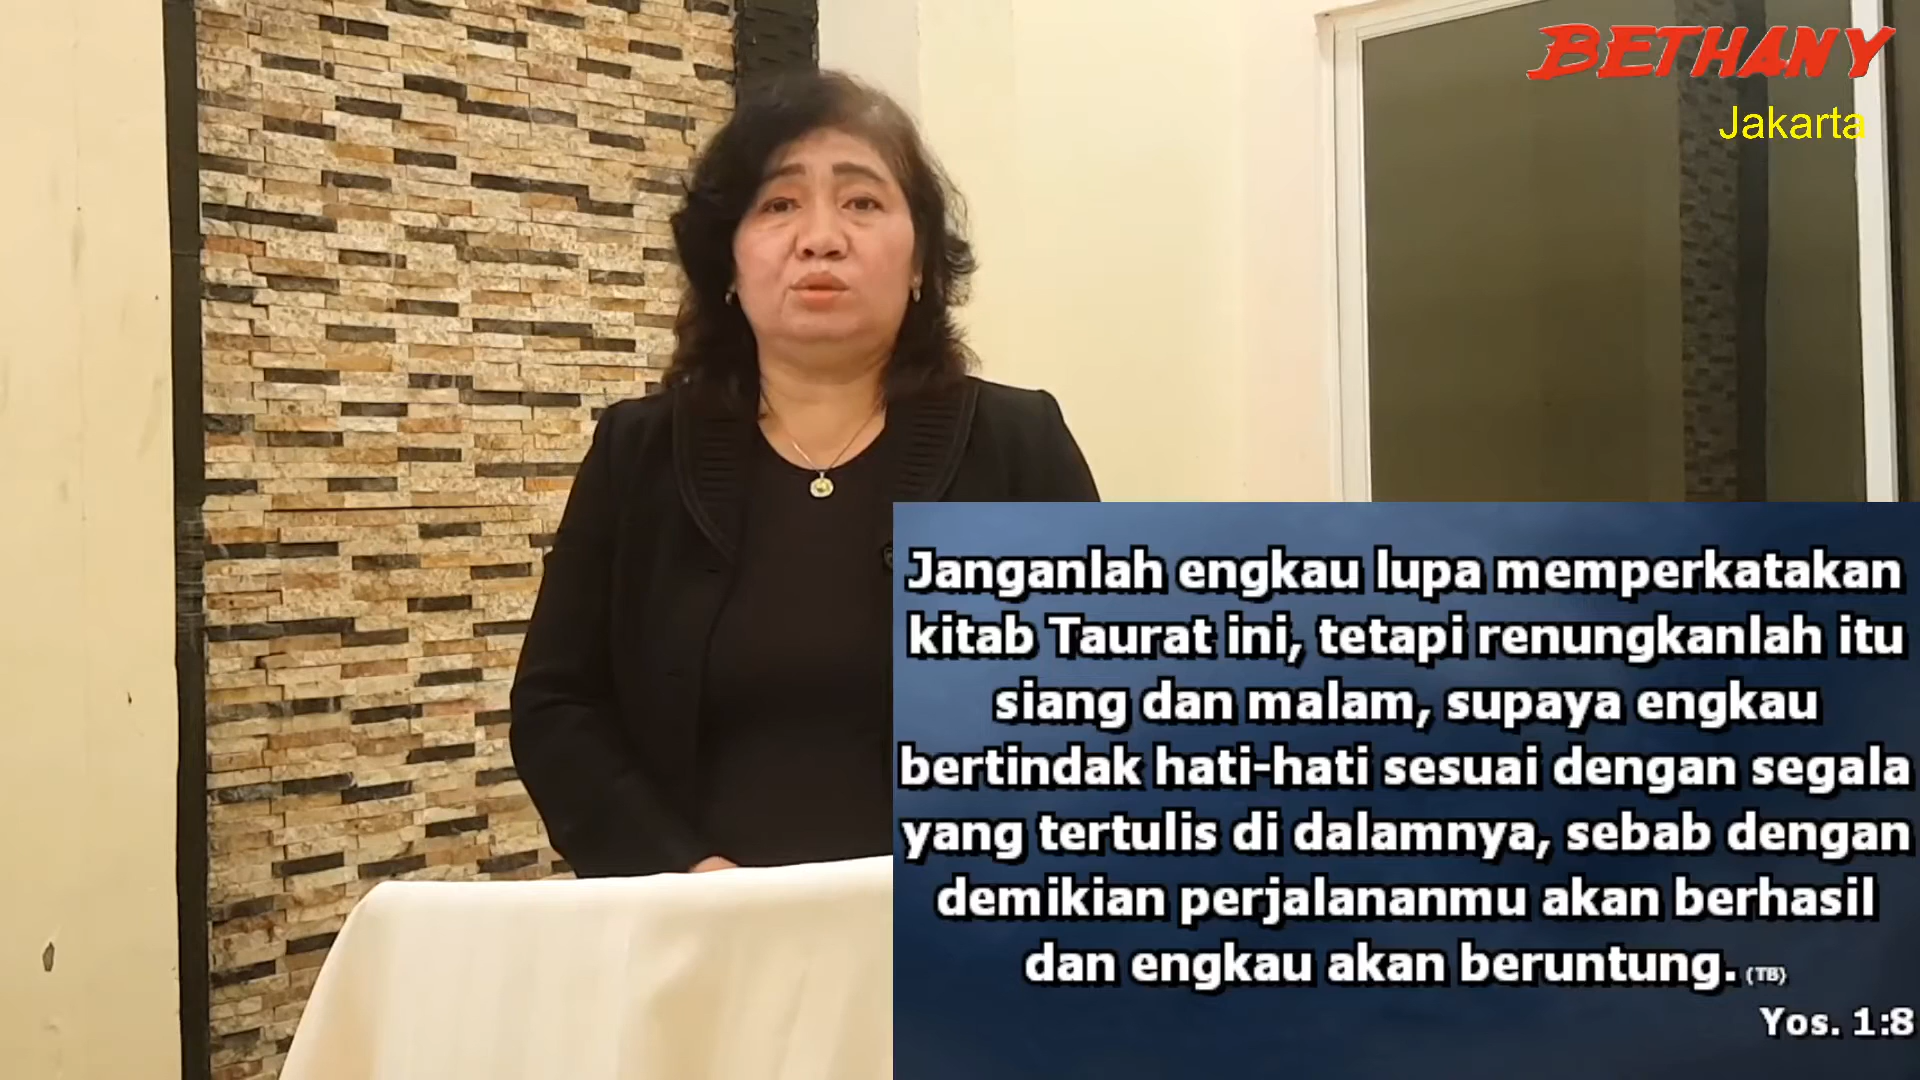 BETHANY
Jakarta
Janganlah engkau lupa memperkatakan
kitab Taurat ini, tetapi renungkanlah itu
siang dan malam, supaya engkau
bertindak hati-hati sesuai dengan segala
yang tertulis di dalamnya, sebab dengan
demikian perjalananmu akan berhasil
dan engkau akan beruntung. (TB)
Yos. 1:8